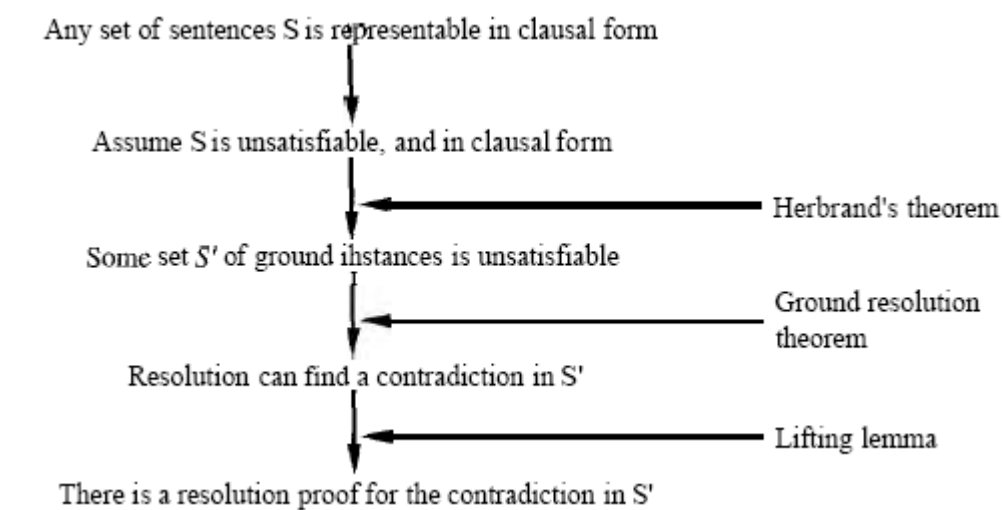 Any set of sentences S is representable in clausal form
Assume S is unsatisfiable, and in clausal form
Herbrand's theorem
Some set S' of ground ihstances is unsatisfiable
Ground resolution
theorem
Resolution can find a contradiction in S'
Lifting lemma
There is a resolution proof for the contradiction in S'